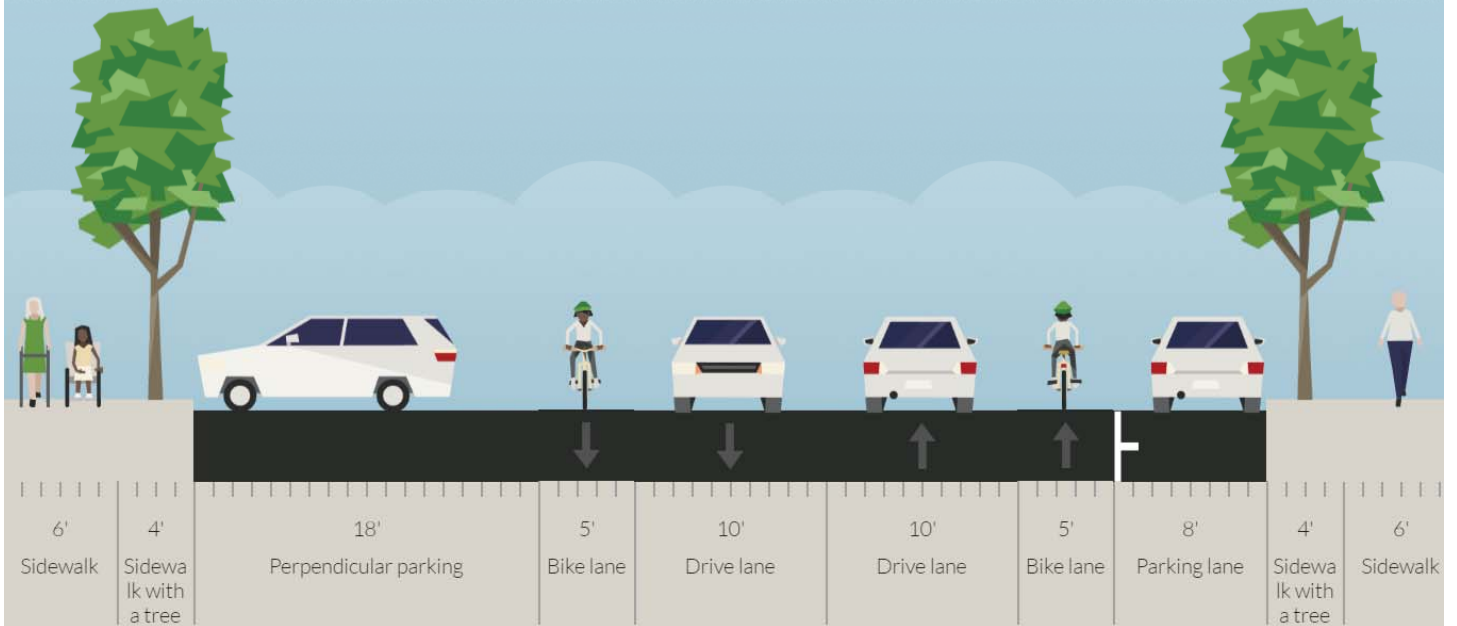 6' 4' 18' 5' 10' 10' 5' 8' 4' 6'
Sidewalk Sidewa Perpendicular parking Bike lane Drive lane Drive lane Bike lane Parking lane Sidewa Sidewalk
lk with lk with
a tree a tree